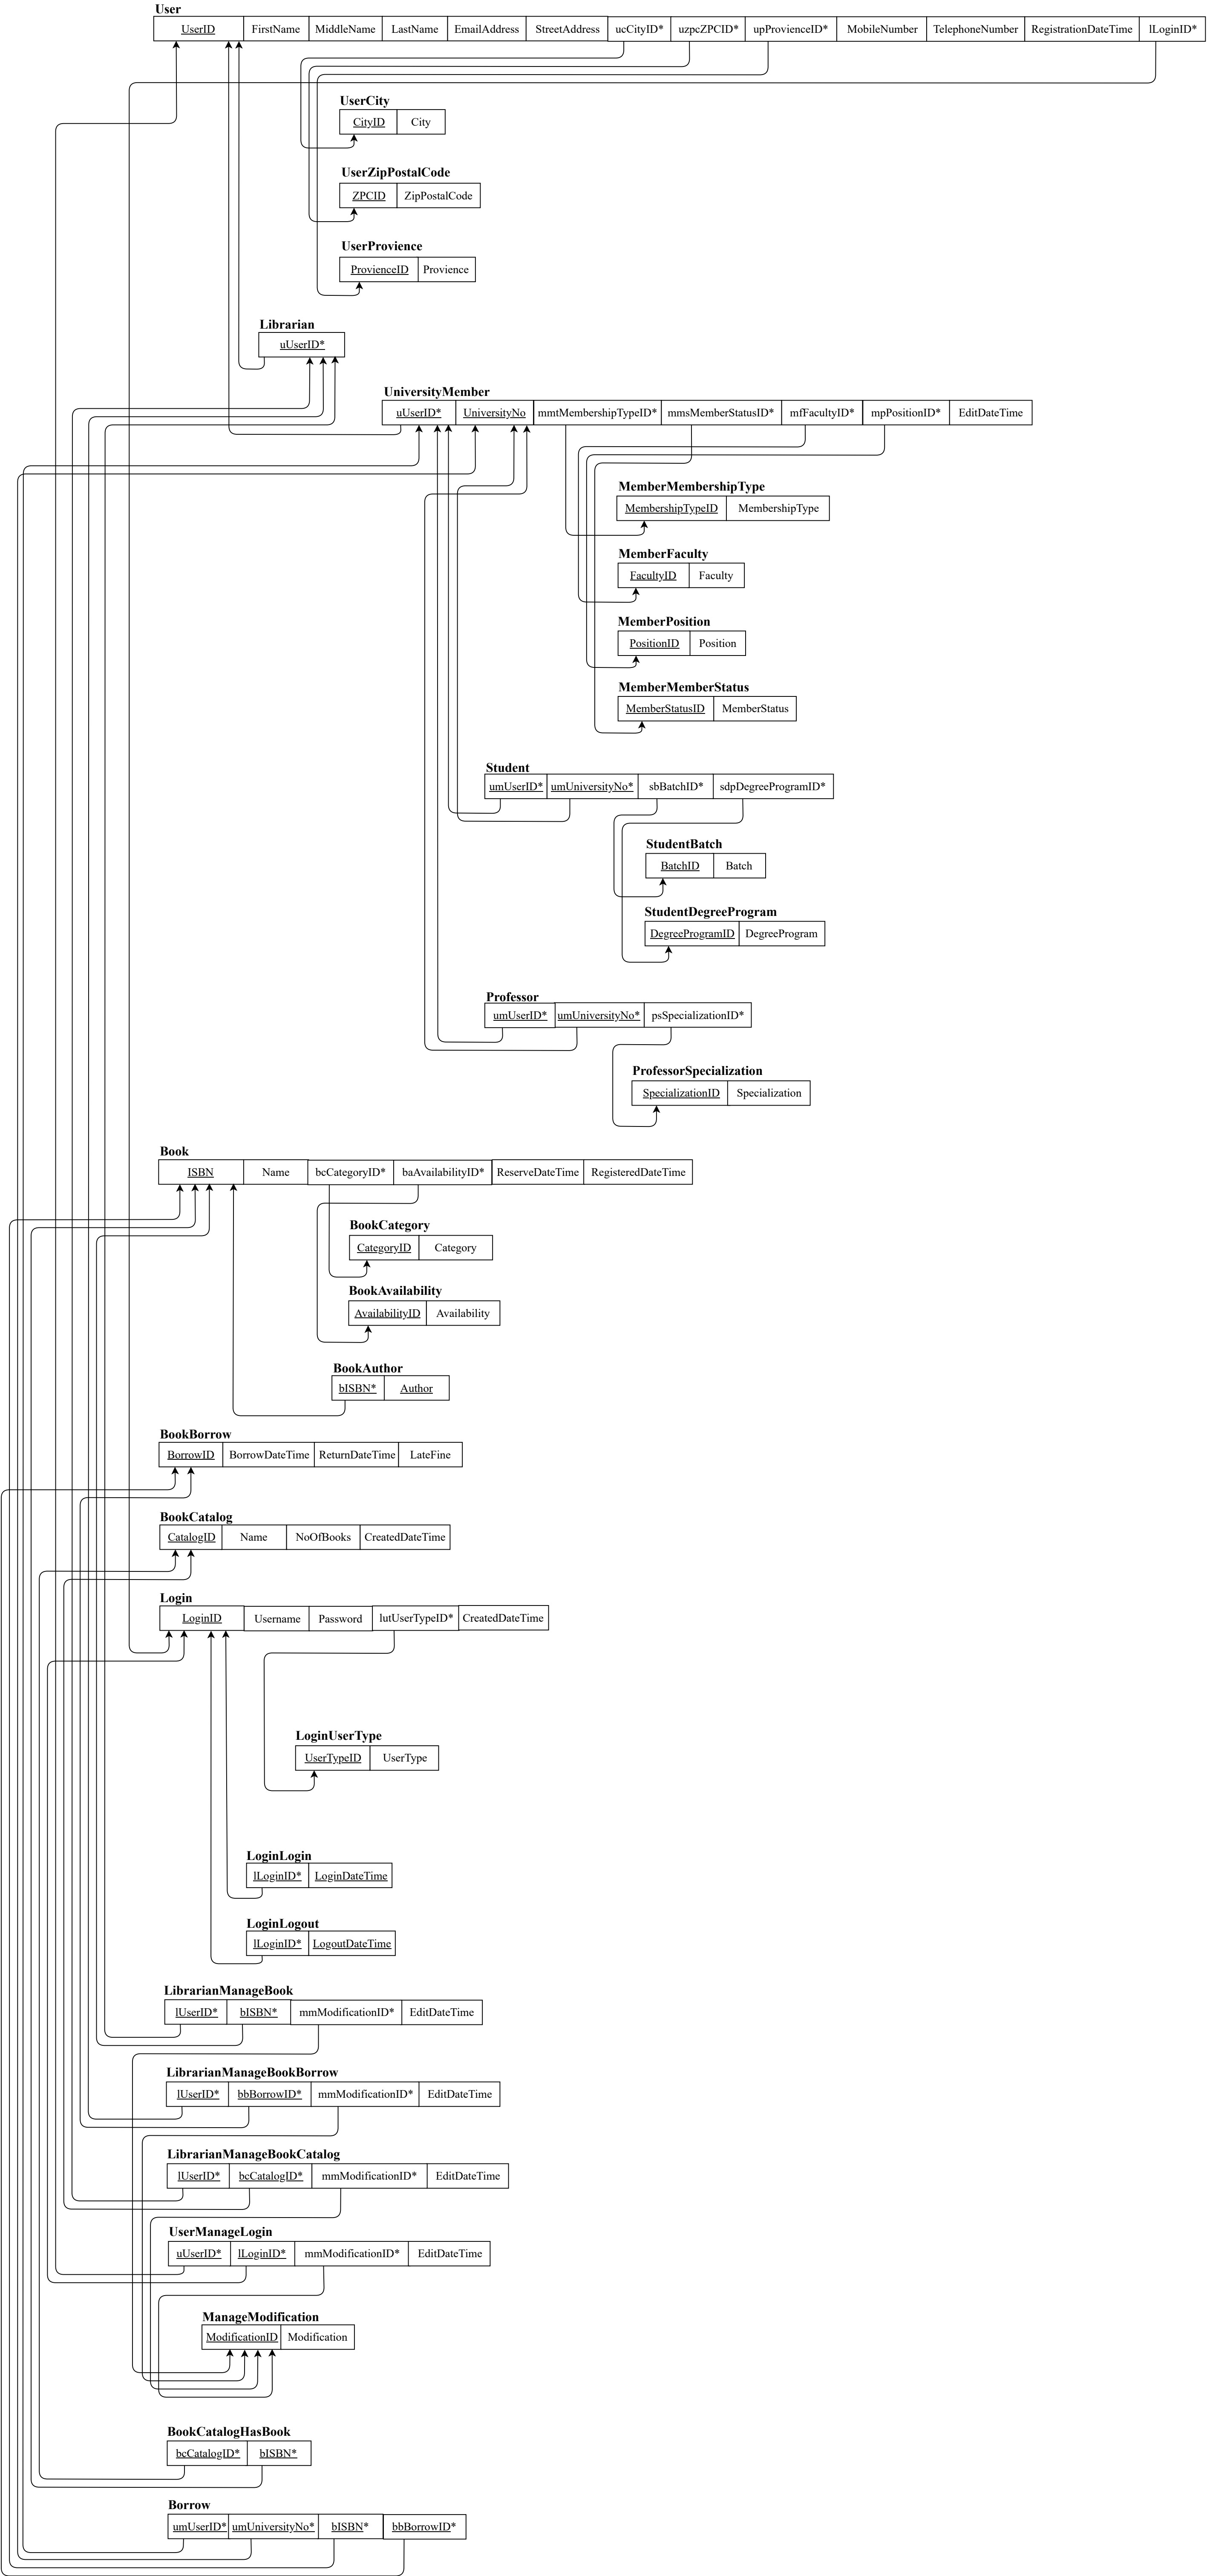 User
UserID FirstName MiddleName LastName EmailAddress StreetAddress ucCityID* uzpcZPCID* upProvienceID* MobileNumber TelephoneNumber RegistrationDateTime lLoginID*
UserCity
CityID City
UserZipPostalCode
ZPCID ZipPostalCode
UserProvience
ProvienceID Provience
Librarian
uUserID*
UniversityMember
uUserID* UniversityNo mmtMembershipTypeID* mmsMemberStatusID* mfFacultyID* mpPositionID* EditDateTime
MemberMembershipType
MembershipTypeID MembershipType
MemberFaculty
FacultyID Faculty
MemberPosition
PositionID Position
MemberMemberStatus
MemberStatusID MemberStatus
Student
umUserID* umUniversityNo* sbBatchID* sdpDegreeProgramID*
StudentBatch
BatchID Batch
StudentDegreeProgram
DegreeProgramID DegreeProgram
Professor
umUserID* umUniversityNo* psSpecializationID*
ProfessorSpecialization
SpecializationID Specialization
Book
ISBN Name bcCategoryID* baAvailabilityID* ReserveDateTime RegisteredDateTime
BookCategory
CategoryID Category
BookAvailability
AvailabilityID Availability
BookAuthor
bISBN* Author
BookBorrow
BorrowID BorrowDateTime ReturnDateTime LateFine
BookCatalog
CatalogID Name NoOfBooks CreatedDateTime
Login
LoginID Username Password lutUserTypeID* CreatedDateTime
LoginUserType
UserTypeID UserType
LoginLogin
lLoginID* LoginDateTime
LoginLogout
lLoginID* LogoutDateTime
LibrarianManageBook
lUserID* bISBN* mmModificationID* EditDateTime
LibrarianManageBookBorrow
lUserID* bbBorrowID* mmModificationID* EditDateTime
LibrarianManageBookCatalog
lUserID* bcCatalogID* mmModificationID* EditDateTime
UserManageLogin
uUserID* lLoginID* mmModificationID* EditDateTime
ManageModification
ModificationID Modification
BookCatalogHasBook
bcCatalogID* bISBN*
Borrow
umUserID* umUniversityNo* bISBN* bbBorrowID*